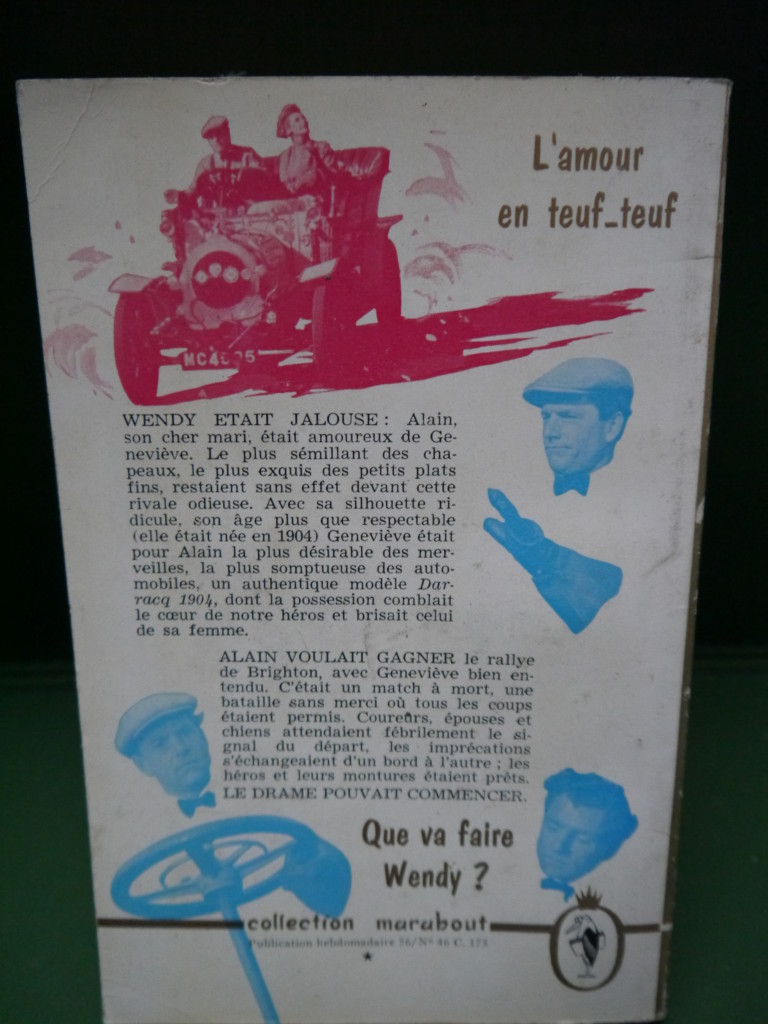 L'amour
en teuf-teuf
WENDY ETAIT JALOUSE : Alain,
son cher mari, était amoureux de Ge-
neviève. Le plus sémillant des cha-
peaux, le plus exquis des petits plats
fins, restaient sans effet devant cette
rivale odieuse. Avec sa silhouette ri-
dicule, son âge plus que respectable
(elle était née en 1904) Geneviève était
pour Alain la plus désirable des mer-
veilles, la plus somptueuse des auto-
mobiles, un authentique modèle Dar-
racq 1904, dont la possession comblait
le cœur de notre héros et brisait celui
de sa femme.
ALAIN VOULAIT GAGNER le rallye
de Brighton, avec Geneviève bien en-
tendu. C'était un match à mort, une
bataille sans merci où tous les coups
étaient permis. Coureurs, épouses et
chiens attendaient fébrilement le si-
gnal du départ, les imprécations
s'échangeaient d'un bord à l'autre ; les
héros et leurs montures étaient prêts.
LE DRAME POUVAIT COMMENCER.
Que va faire
Wendy ?
collection marabout
Publication hebdomadaire 56/N° 46 C. 173